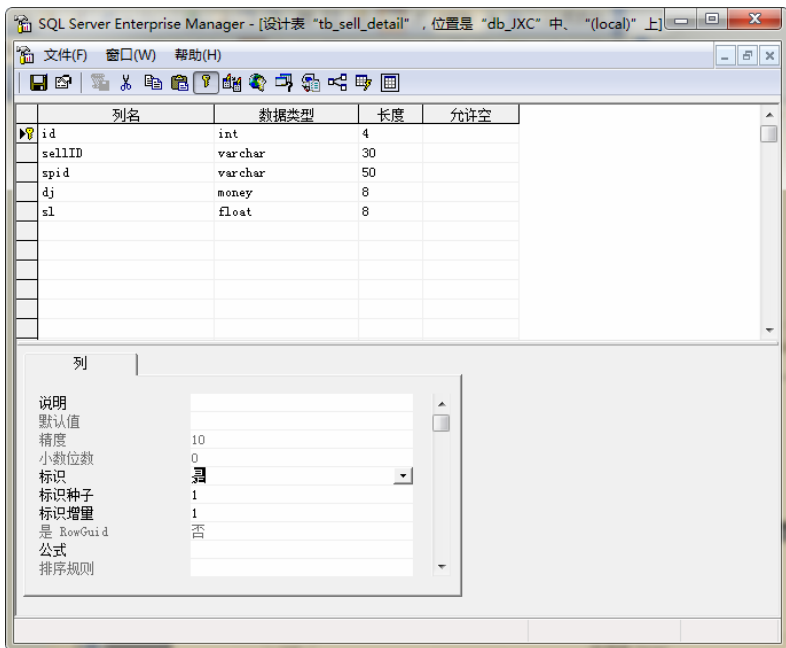 SQL Server Enterprise Manager - [设计表“tb_sell_detail”,位置是“db_JXC”中、“(local)”上]
文件(F) 窗口(W) 帮助(H)
列名 数据类型 长度 允许空
id int 4
sellID varchar 30
spid varchar 50
dj money 8
sl float 8
列
说明
默认值
精度 10
小数位数 0
标识 是
标识种子 1
标识增量 1
是 RowGuid 否
公式
排序规则